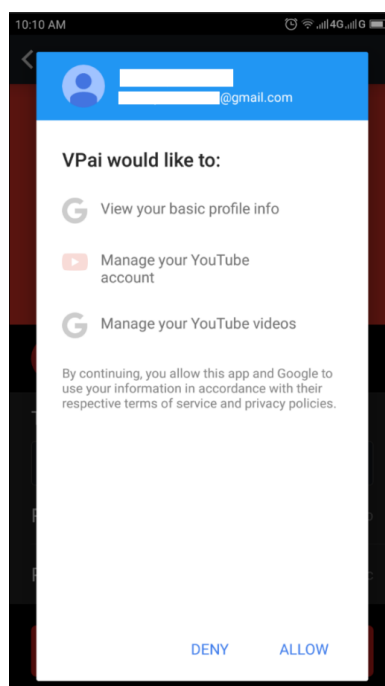 10:10 AM 4G G
@gmail.com
VPai would like to:
View your basic profile info
Manage your YouTube
account
Manage your YouTube videos
By continuing, you allow this app and Google to
use your information in accordance with their
respective terms of service and privacy policies.
DENY ALLOW